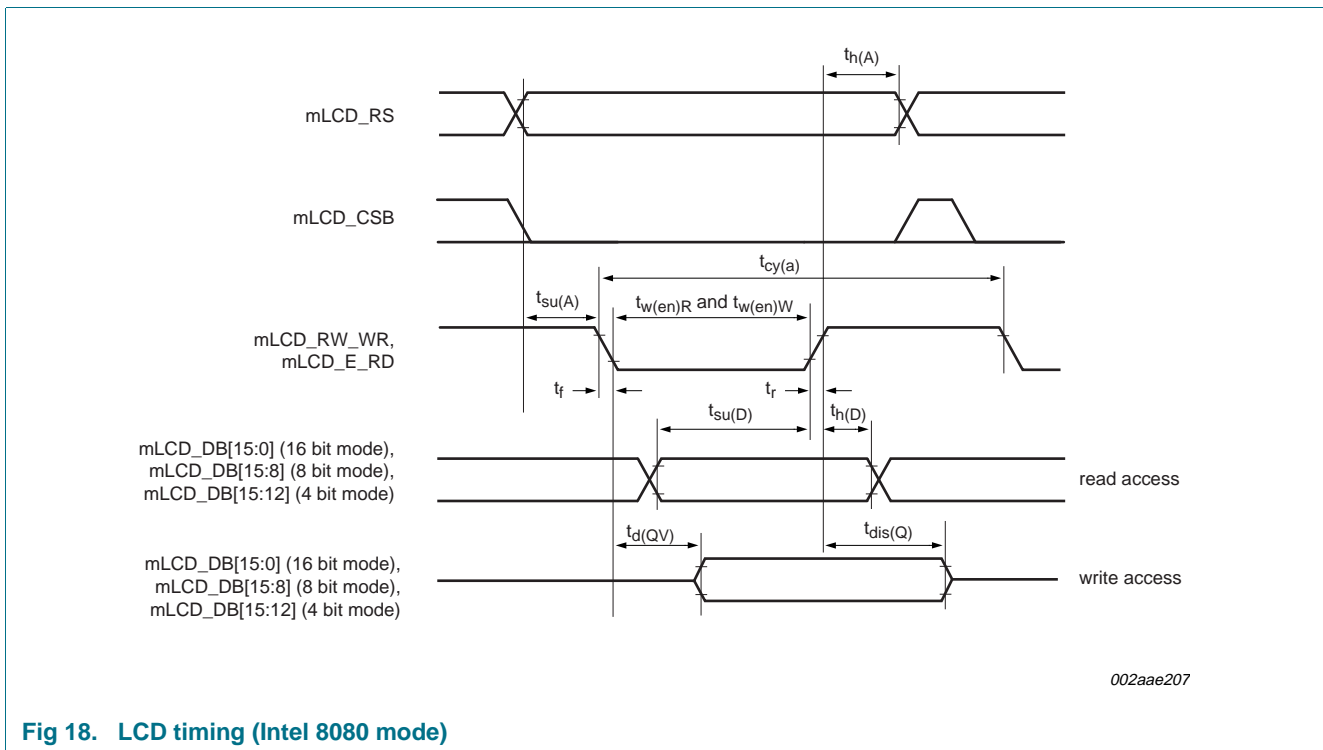 th(A)
mLCD_RS
mLCD_CSB
tcy(a)
tsu(A)
tw(en)R and tw(en)W
mLCD_RW_WR,
mLCD_E_RD
tf
tr
tsu(D)
th(D)
mLCD_DB[15:0] (16 bit mode),
mLCD_DB[15:8] (8 bit mode),
mLCD_DB[15:12] (4 bit mode)
read access
td(QV)
tdis(Q)
mLCD_DB[15:0] (16 bit mode),
mLCD_DB[15:8] (8 bit mode),
mLCD_DB[15:12] (4 bit mode)
write access
002aae207
Fig 18. LCD timing (Intel 8080 mode)